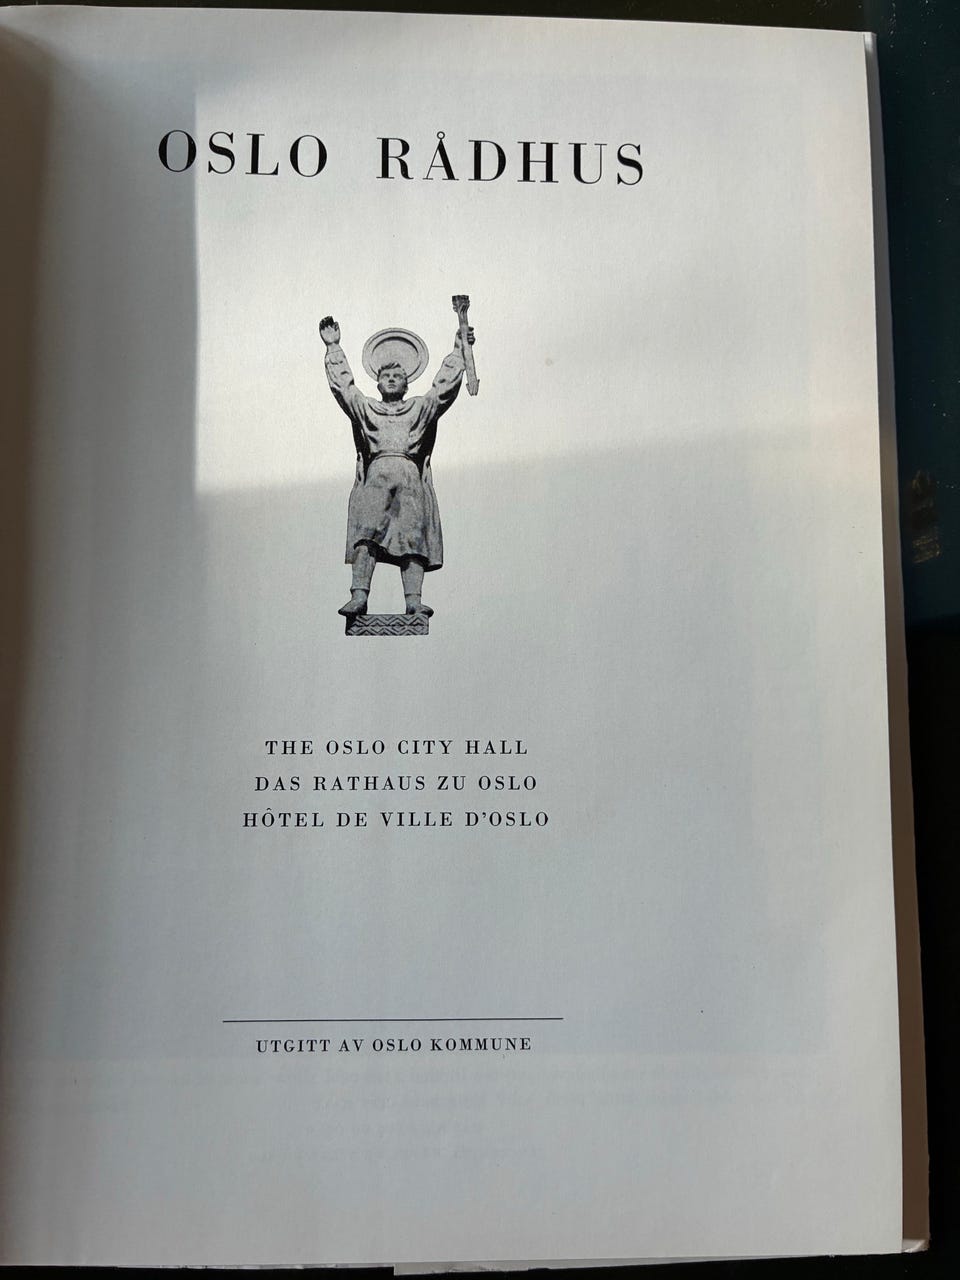 OSLO RÅDHUS
THE OSLO CITY HALL
DAS RATHAUS ZU OSLO
HÔTEL DE VILLE D'OSLO
UTGITT AV OSLO KOMMUNE